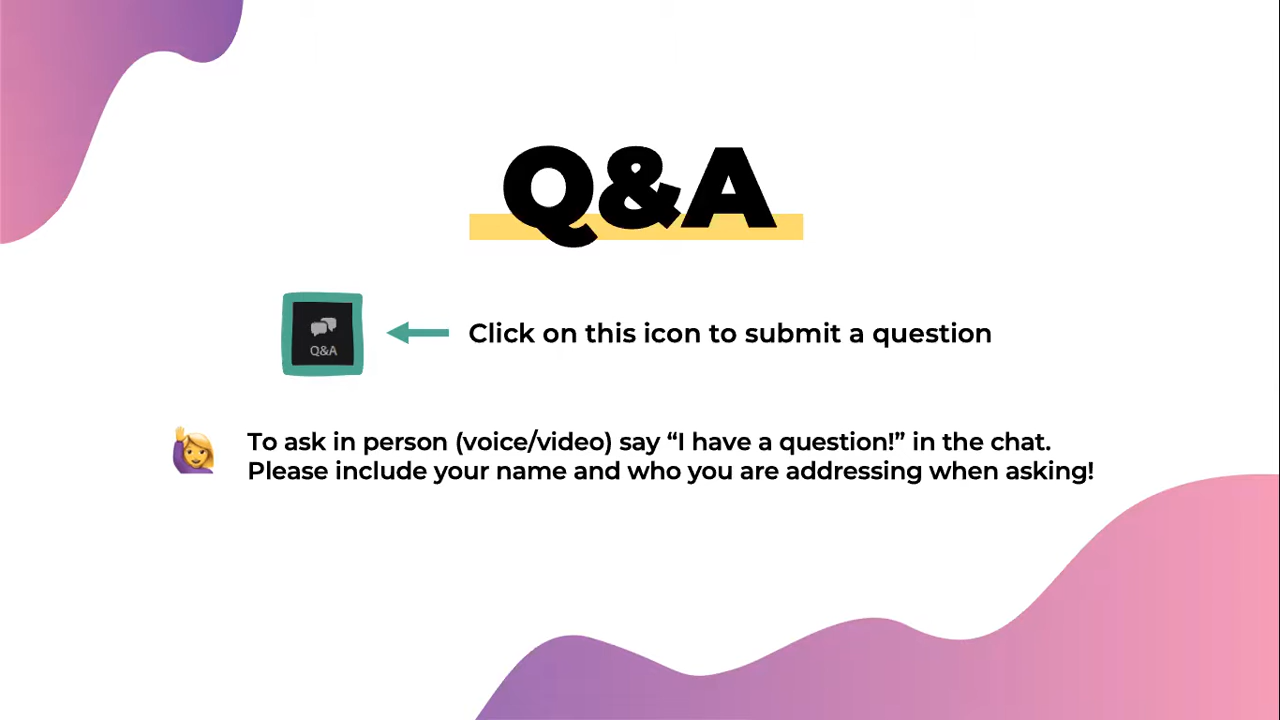 Q&A
Q&A
Click on this icon to submit a question
To ask in person (voice/video) say “I have a question!” in the chat.
Please include your name and who you are addressing when asking!